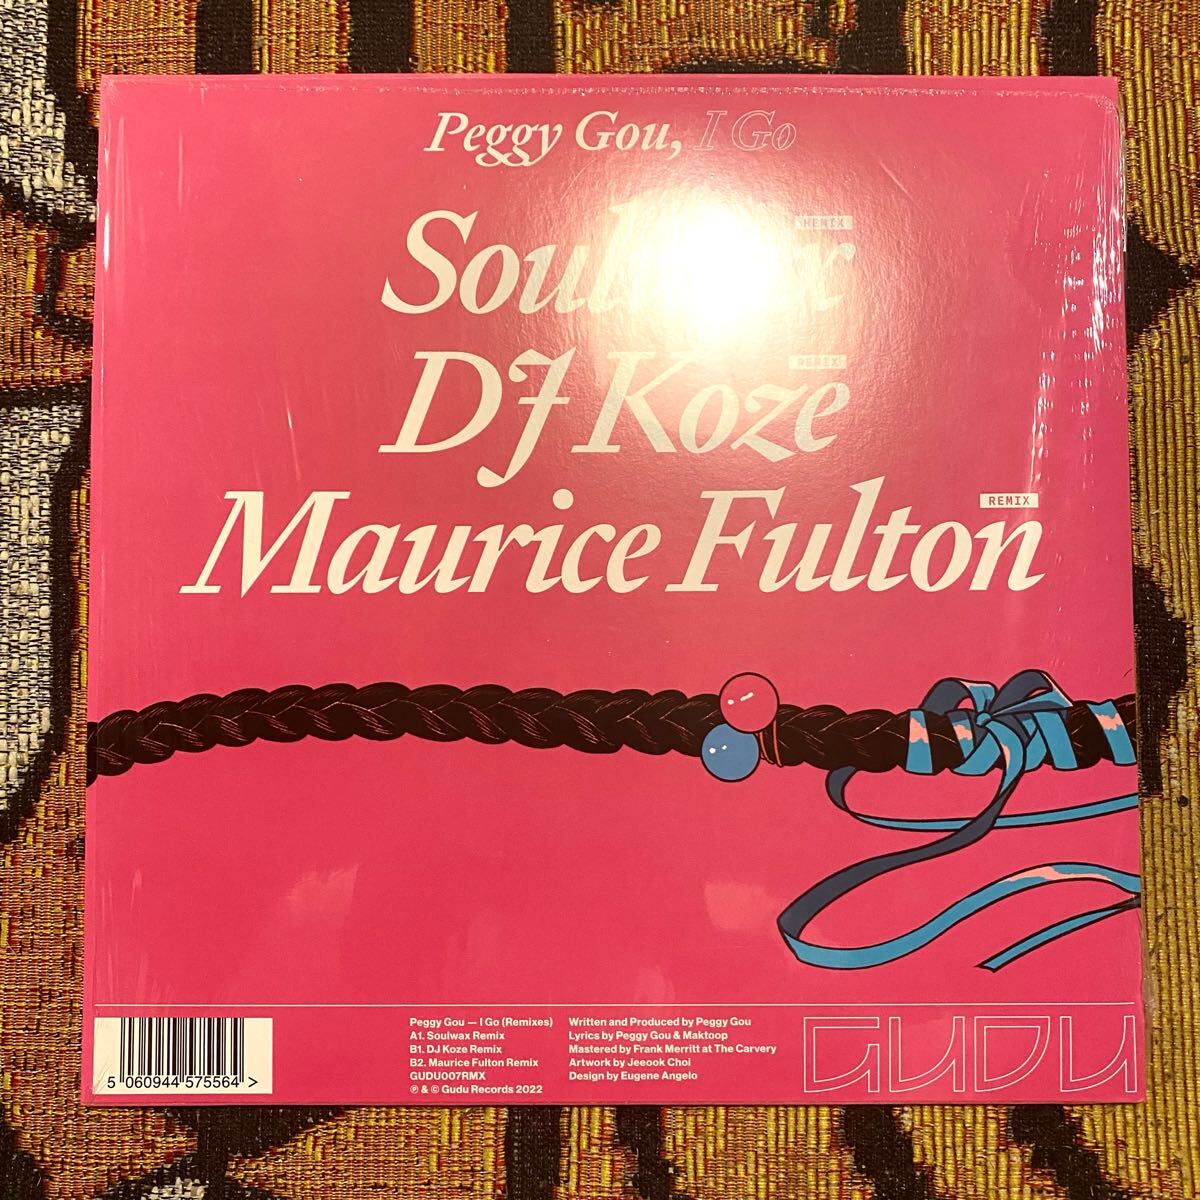 Peggy Gou, I Go
REMIX
Soulwax
REMIX
DJ Koze
REMIX
Maurice Fulton
Peggy Gou — I Go (Remixes)
A1. Soulwax Remix
B1. DJ Koze Remix
B2. Maurice Fulton Remix
GUDU007RMX
℗ & © Gudu Records 2022
Written and Produced by Peggy Gou
Lyrics by Peggy Gou & Maktoop
Mastered by Frank Merritt at The Carvery
Artwork by Jeeook Choi
Design by Eugene Angelo
GUDU
5 060944 575564 >